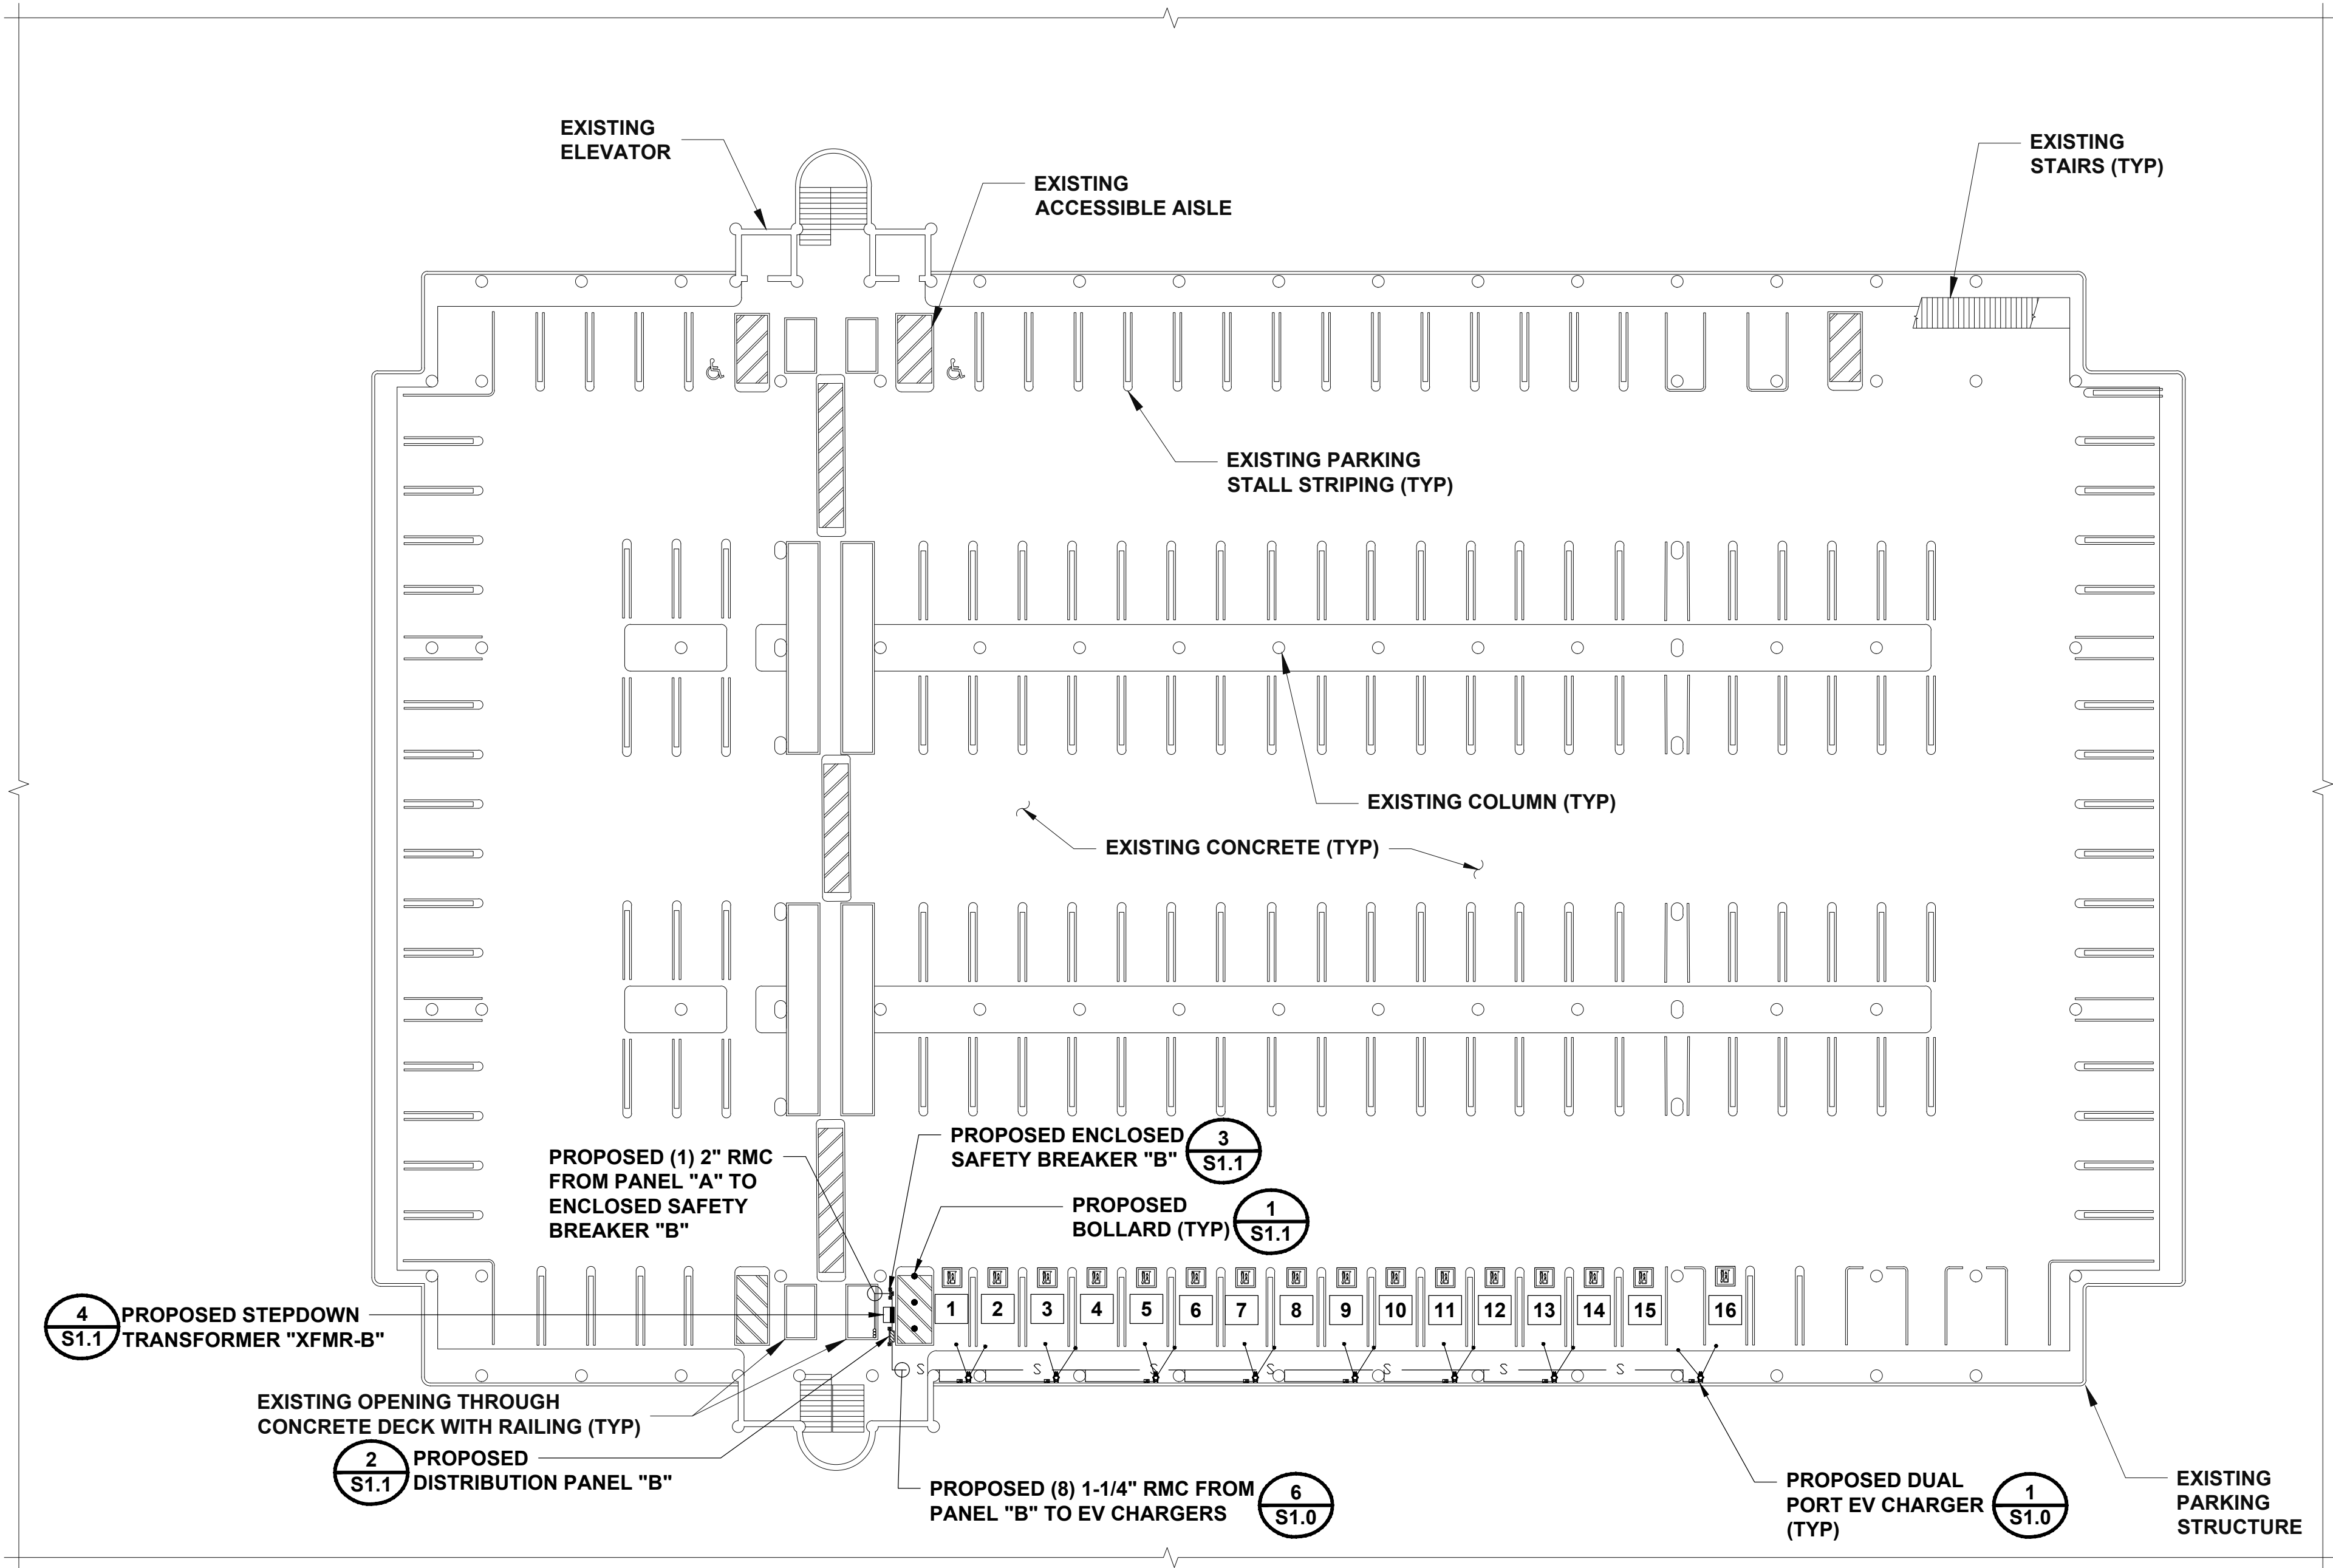 EXISTING
ELEVATOR
EXISTING
ACCESSIBLE AISLE
EXISTING
STAIRS (TYP)
EXISTING PARKING
STALL STRIPING (TYP)
EXISTING COLUMN (TYP)
EXISTING CONCRETE (TYP)
PROPOSED ENCLOSED
SAFETY BREAKER "B"
3
S1.1
PROPOSED (1) 2" RMC
FROM PANEL "A" TO
ENCLOSED SAFETY
BREAKER "B"
PROPOSED
BOLLARD (TYP)
1
S1.1
4
S1.1
PROPOSED STEPDOWN
TRANSFORMER "XFMR-B"
1 2 3 4 5 6 7 8 9 10 11 12 13 14 15 16
S S S S S S S
EXISTING OPENING THROUGH
CONCRETE DECK WITH RAILING (TYP)
2
S1.1
PROPOSED
DISTRIBUTION PANEL "B"
PROPOSED (8) 1-1/4" RMC FROM
PANEL "B" TO EV CHARGERS
6
S1.0
PROPOSED DUAL
PORT EV CHARGER
(TYP)
1
S1.0
EXISTING
PARKING
STRUCTURE